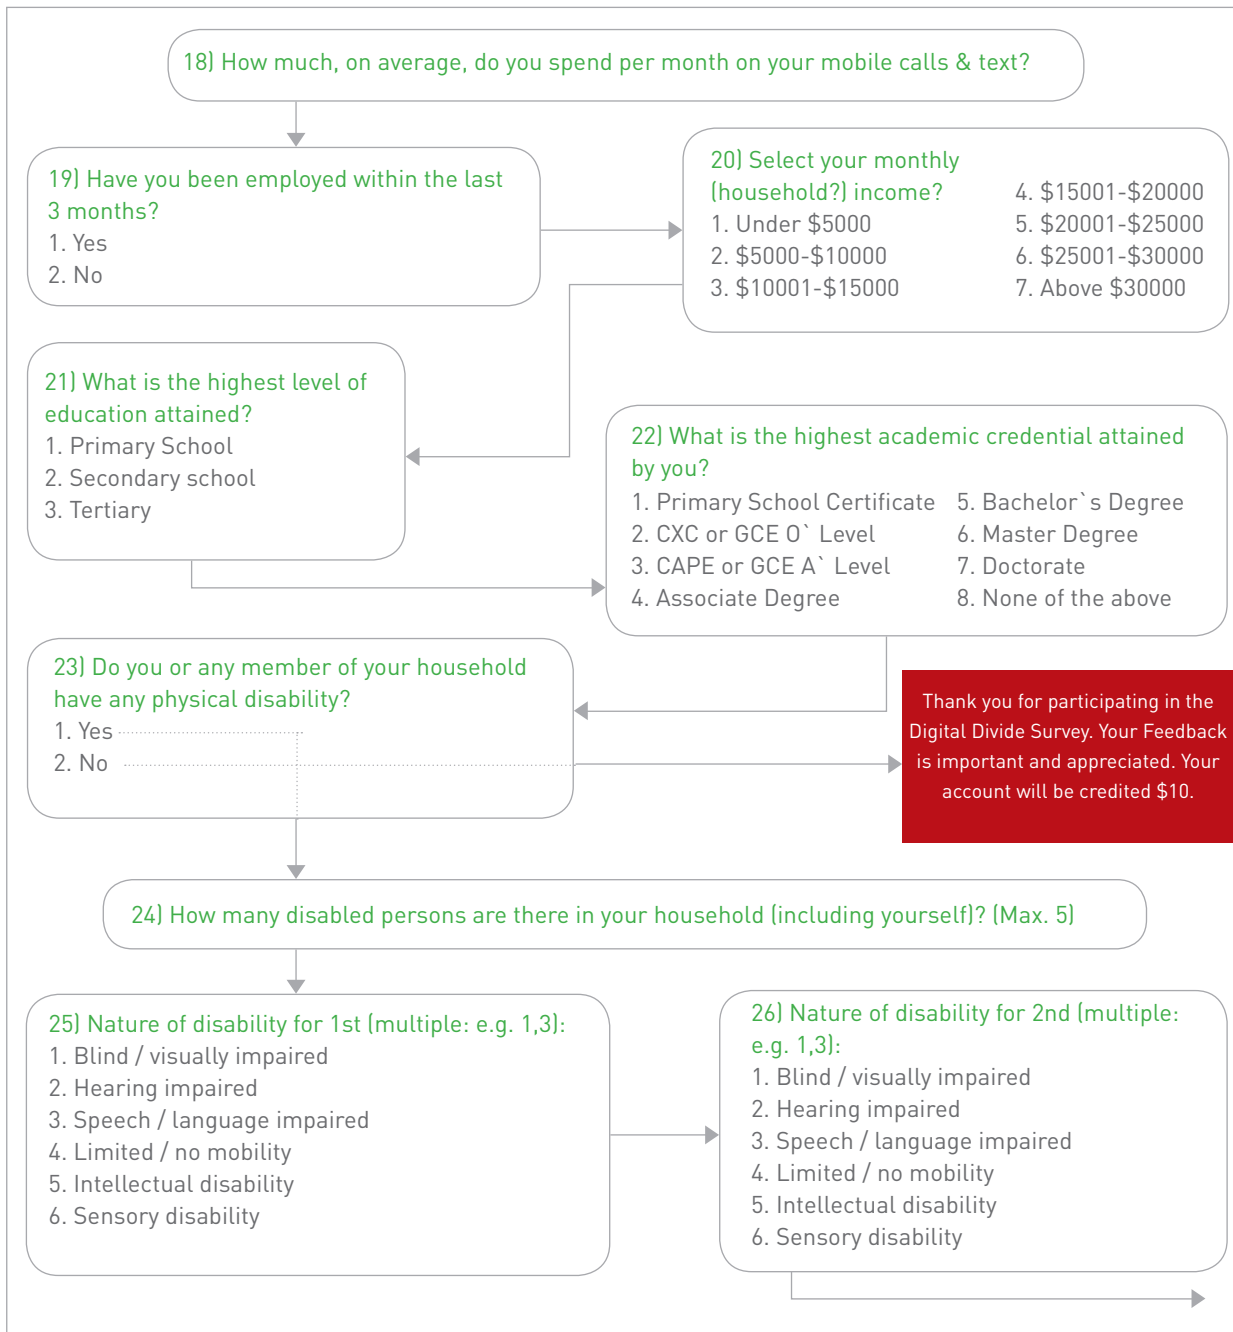 18) How much, on average, do you spend per month on your mobile calls & text?
19) Have you been employed within the last
3 months?
1. Yes
2. No
20) Select your monthly
(household?) income?
1. Under $5000
2. $5000-$10000
3. $10001-$15000
4. $15001-$20000
5. $20001-$25000
6. $25001-$30000
7. Above $30000
21) What is the highest level of
education attained?
1. Primary School
2. Secondary school
3. Tertiary
22) What is the highest academic credential attained
by you?
1. Primary School Certificate
2. CXC or GCE O` Level
3. CAPE or GCE A` Level
4. Associate Degree
5. Bachelor`s Degree
6. Master Degree
7. Doctorate
8. None of the above
23) Do you or any member of your household
have any physical disability?
1. Yes
2. No
Thank you for participating in the
Digital Divide Survey. Your Feedback
is important and appreciated. Your
account will be credited $10.
24) How many disabled persons are there in your household (including yourself)? (Max. 5)
25) Nature of disability for 1st (multiple: e.g. 1,3):
1. Blind / visually impaired
2. Hearing impaired
3. Speech / language impaired
4. Limited / no mobility
5. Intellectual disability
6. Sensory disability
26) Nature of disability for 2nd (multiple:
e.g. 1,3):
1. Blind / visually impaired
2. Hearing impaired
3. Speech / language impaired
4. Limited / no mobility
5. Intellectual disability
6. Sensory disability